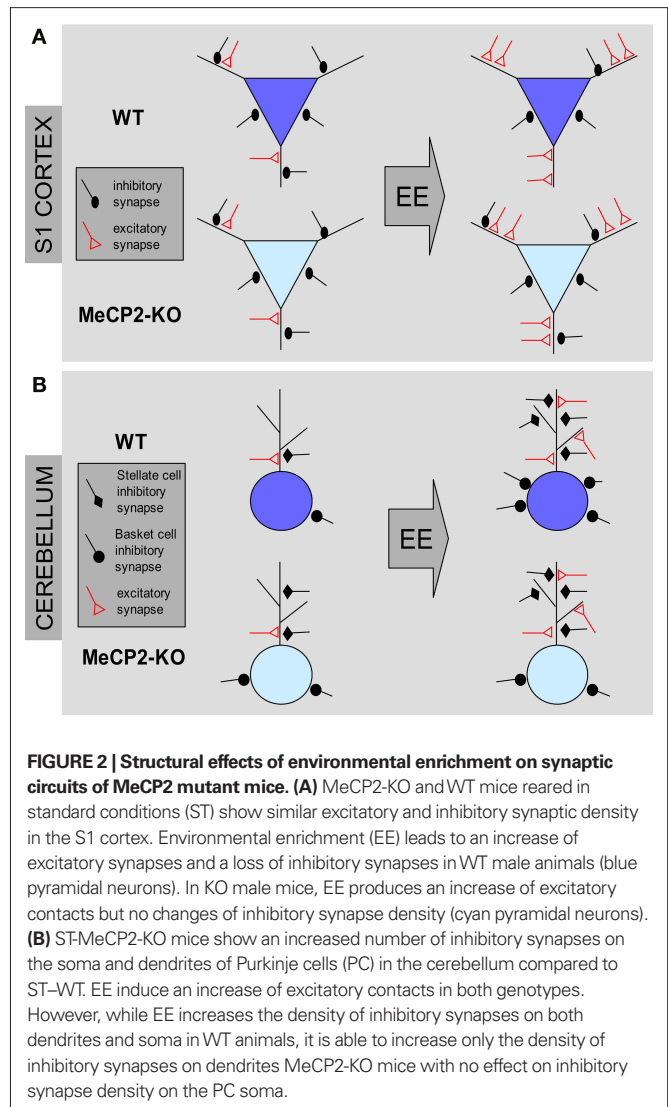 A
S1 CORTEX
WT
inhibitory
synapse
excitatory
synapse
MeCP2-KO
EE
B
CEREBELLUM
WT
Stellate cell
inhibitory
synapse
Basket cell
inhibitory
synapse
excitatory
synapse
MeCP2-KO
EE
FIGURE 2 | Structural effects of environmental enrichment on synaptic
circuits of MeCP2 mutant mice. (A) MeCP2-KO and WT mice reared in
standard conditions (ST) show similar excitatory and inhibitory synaptic density
in the S1 cortex. Environmental enrichment (EE) leads to an increase of
excitatory synapses and a loss of inhibitory synapses in WT male animals (blue
pyramidal neurons). In KO male mice, EE produces an increase of excitatory
contacts but no changes of inhibitory synapse density (cyan pyramidal neurons).
(B) ST-MeCP2-KO mice show an increased number of inhibitory synapses on
the soma and dendrites of Purkinje cells (PC) in the cerebellum compared to
ST–WT. EE induce an increase of excitatory contacts in both genotypes.
However, while EE increases the density of inhibitory synapses on both
dendrites and soma in WT animals, it is able to increase only the density of
inhibitory synapses on dendrites MeCP2-KO mice with no effect on inhibitory
synapse density on the PC soma.